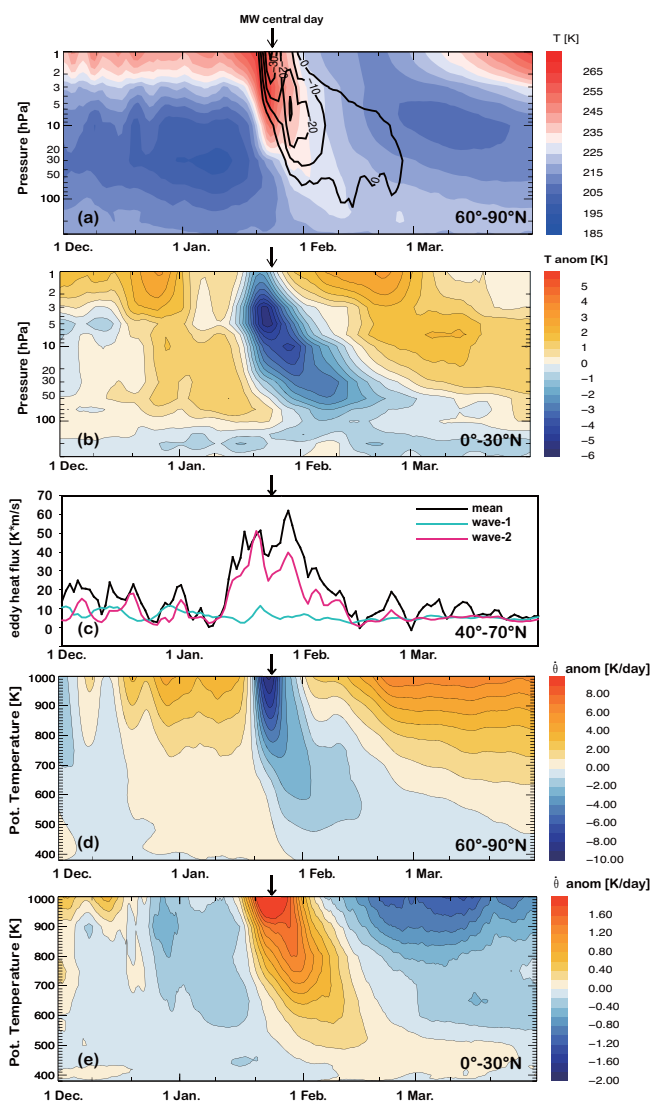 MW central day
T [K]
Pressure [hPa]
1
2
3
5
10
20
30
50
100
0
-10
-20
-30
20
0
265
255
245
235
225
215
205
195
185
(a)
60°-90°N
1 Dec.
1 Jan.
1 Feb.
1 Mar.
T anom [K]
Pressure [hPa]
1
2
3
5
10
20
30
50
100
5
4
3
2
1
0
−1
−2
−3
−4
−5
−6
(b)
0°-30°N
1 Dec.
1 Jan.
1 Feb.
1 Mar.
eddy heat flux [K*m/s]
70
60
50
40
30
20
10
0
mean
wave-1
wave-2
(c)
40°-70°N
1 Dec.
1 Jan.
1 Feb.
1 Mar.
θ̇ anom [K/day]
Pot. Temperature [K]
1000
900
800
700
600
500
400
8.00
6.00
4.00
2.00
0.00
−2.00
−4.00
−6.00
−8.00
−10.00
(d)
60°-90°N
1 Dec.
1 Jan.
1 Feb.
1 Mar.
θ̇ anom [K/day]
Pot. Temperature [K]
1000
900
800
700
600
500
400
1.60
1.20
0.80
0.40
0.00
−0.40
−0.80
−1.20
−1.60
−2.00
(e)
0°-30°N
1 Dec.
1 Jan.
1 Feb.
1 Mar.